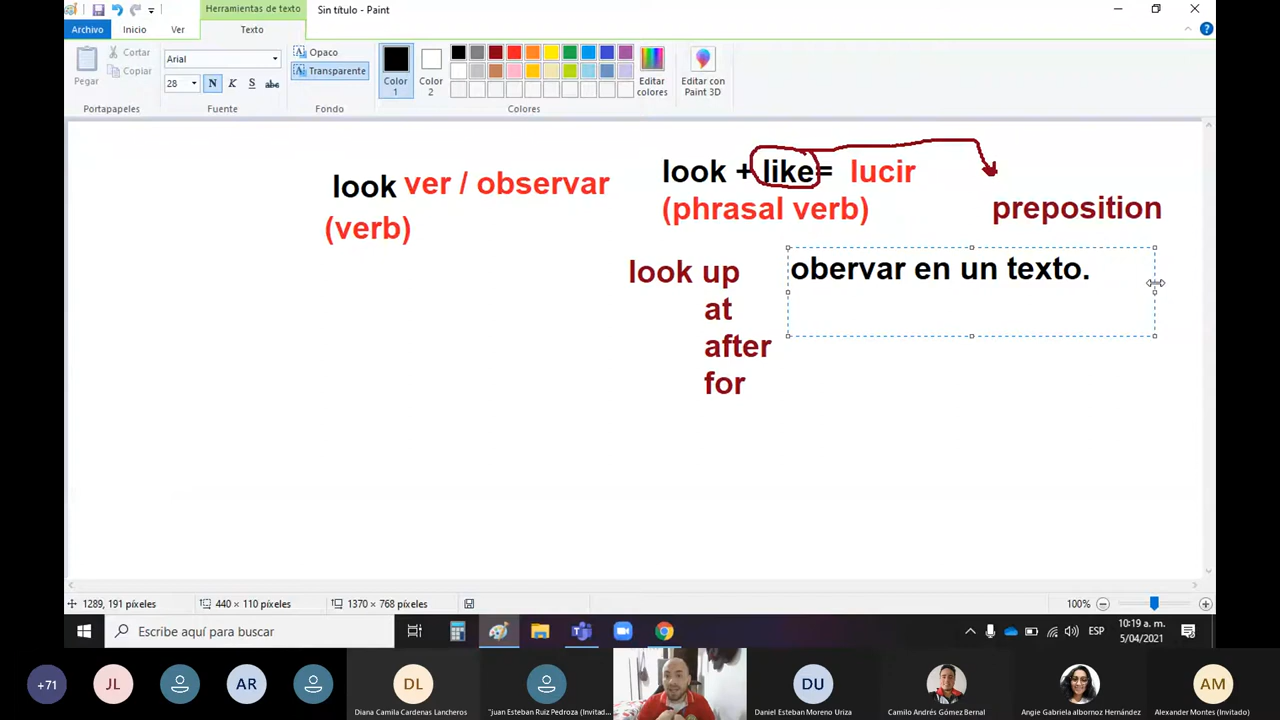 Herramientas de texto
Sin título - Paint
Archivo
Inicio
Ver
Texto
Pegar
Cortar
Copiar
Portapapeles
Arial
28
N
K
S
abc
Fuente
Opaco
Transparente
Fondo
Color
1
Color
2
Editar
colores
Colores
Editar con
Paint 3D
look ver / observar
(verb)
look + like= lucir
(phrasal verb)
preposition
look up
at
after
for
obervar en un texto.
1289, 191 píxeles
440 × 110 píxeles
1370 × 768 píxeles
100%
Escribe aquí para buscar
ESP
10:19 a. m.
5/04/2021
+71
JL
AR
DL
Diana Camila Cardenas Lancheros
"juan Esteban Ruiz Pedroza (Invitad...
DU
Daniel Esteban Moreno Uriza
Camilo Andrés Gómez Bernal
Angie Gabriela albornoz Hernández
AM
Alexander Montes (Invitado)